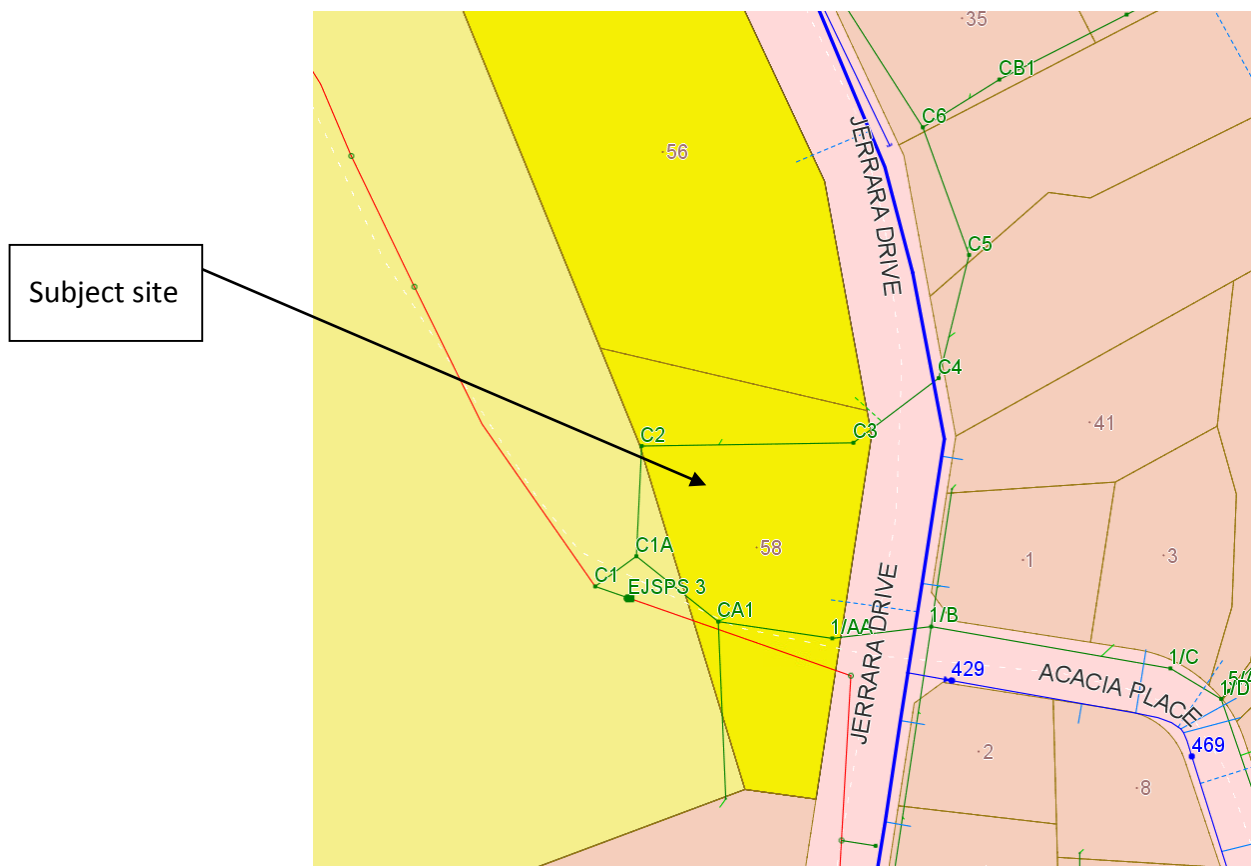 ·35
CB1
C6
JERRARA DRIVE
·56
C5
Subject site
C4
C2
C3
·41
·58
C1A
·1
·3
C1
EJSPS 3
CA1
1/AA
1/B
JERRARA DRIVE
1/C
429
ACACIA PLACE
1/D
·2
469
·8